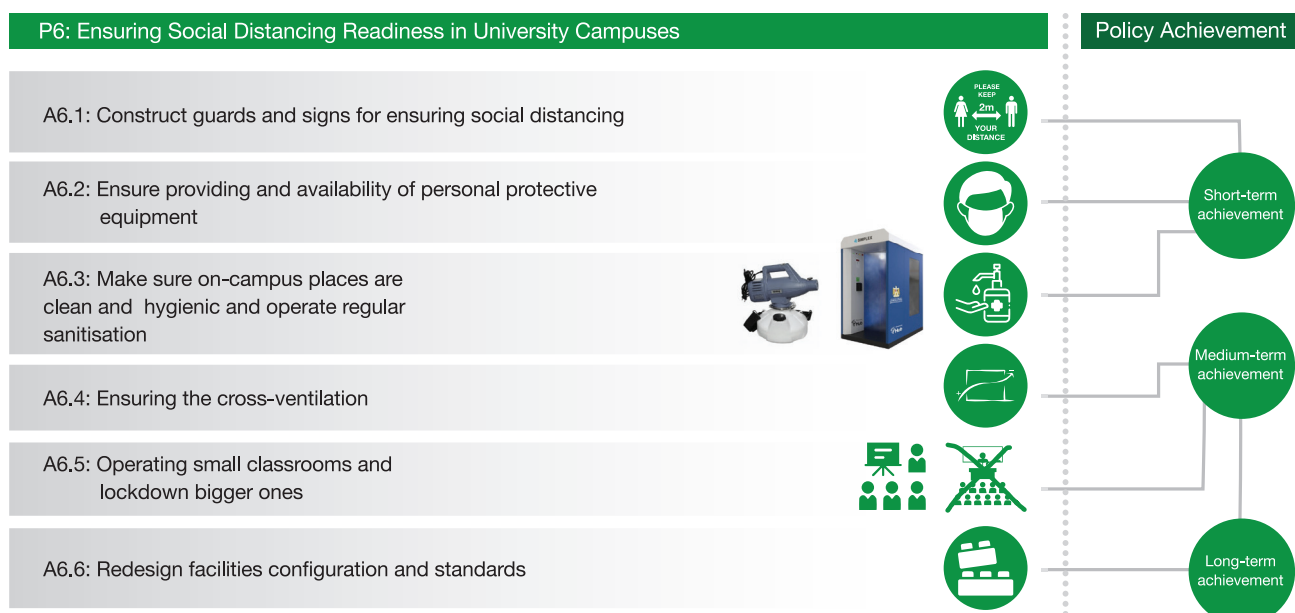 P6: Ensuring Social Distancing Readiness in University Campuses
Policy Achievement
A6.1: Construct guards and signs for ensuring social distancing
PLEASE
KEEP
2m
YOUR
DISTANCE
A6.2: Ensure providing and availability of personal protective
equipment
Short-term
achievement
A6.3: Make sure on-campus places are
clean and hygienic and operate regular
sanitisation
Medium-term
achievement
A6.4: Ensuring the cross-ventilation
A6.5: Operating small classrooms and
lockdown bigger ones
A6.6: Redesign facilities configuration and standards
Long-term
achievement